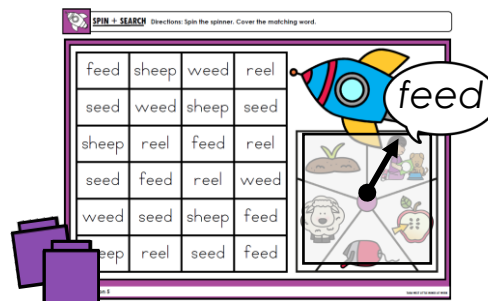 SPIN + SEARCH Directions: Spin the spinner. Cover the matching word.
feed sheep weed reel
feed
seed weed sheep seed
sheep reel feed reel
seed feed reel weed
weed seed sheep feed
reel seed feed